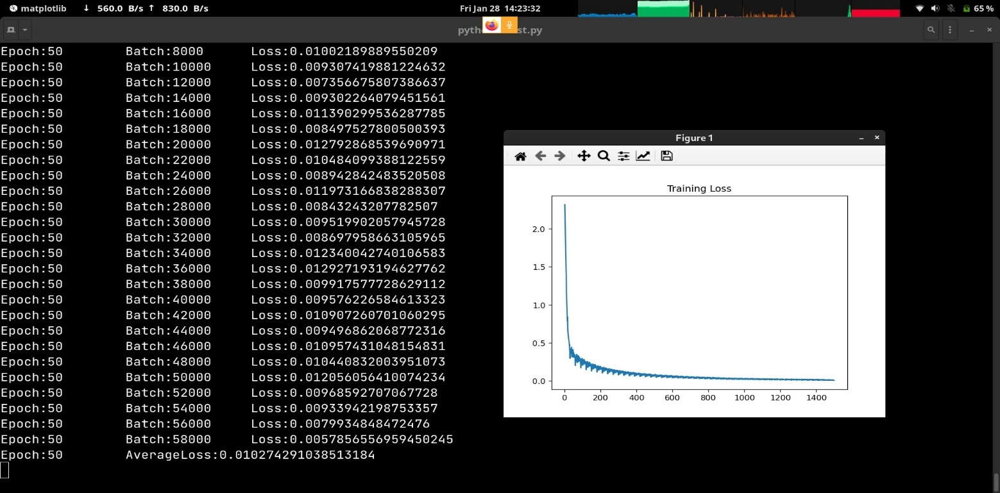 matplotlib ↓ 560.0 B/s ↑ 830.0 B/s Fri Jan 28 14:23:32 65 %
st.py
Epoch:50 Batch:8000 Loss:0.01002189889550209
Epoch:50 Batch:10000 Loss:0.009307419881224632
Epoch:50 Batch:12000 Loss:0.007356675807386637
Epoch:50 Batch:14000 Loss:0.009302264079451561
Epoch:50 Batch:16000 Loss:0.011390299536287785
Epoch:50 Batch:18000 Loss:0.008497527800500393
Epoch:50 Batch:20000 Loss:0.012792868539690971
Epoch:50 Batch:22000 Loss:0.010484099388122559
Epoch:50 Batch:24000 Loss:0.008942842483520508
Epoch:50 Batch:26000 Loss:0.011973166838288307
Epoch:50 Batch:28000 Loss:0.00843243207782507
Epoch:50 Batch:30000 Loss:0.009519902057945728
Epoch:50 Batch:32000 Loss:0.008697958663105965
Epoch:50 Batch:34000 Loss:0.012340042740106583
Epoch:50 Batch:36000 Loss:0.012927193194627762
Epoch:50 Batch:38000 Loss:0.009917577728629112
Epoch:50 Batch:40000 Loss:0.009576226584613323
Epoch:50 Batch:42000 Loss:0.010907260701060295
Epoch:50 Batch:44000 Loss:0.009496862068772316
Epoch:50 Batch:46000 Loss:0.010957431048154831
Epoch:50 Batch:48000 Loss:0.010440832003951073
Epoch:50 Batch:50000 Loss:0.012056056410074234
Epoch:50 Batch:52000 Loss:0.00968592707067728
Epoch:50 Batch:54000 Loss:0.00933942198753357
Epoch:50 Batch:56000 Loss:0.00799348484724​76
Epoch:50 Batch:58000 Loss:0.0057856556959450245
Epoch:50 AverageLoss:0.010274291038513184
Figure 1
Training Loss
2.0
1.5
1.0
0.5
0.0
0 200 400 600 800 1000 1200 1400